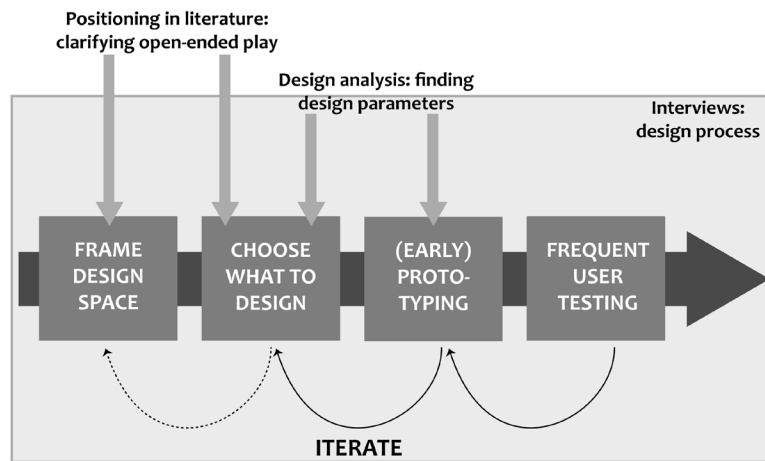 Positioning in literature:
clarifying open-ended play
Design analysis: finding
design parameters
Interviews:
design process
FRAME
DESIGN
SPACE
CHOOSE
WHAT TO
DESIGN
(EARLY)
PROTO-
TYPING
FREQUENT
USER
TESTING
ITERATE